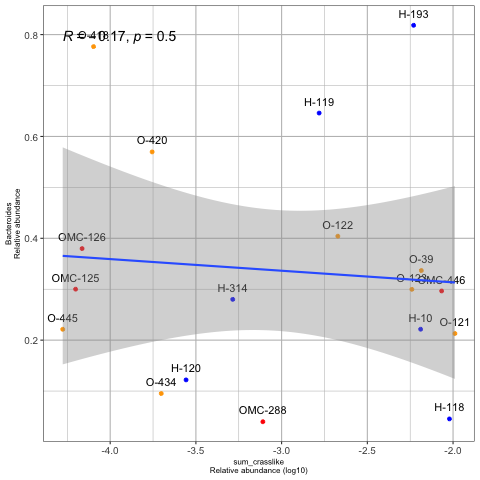 H-193
O-418
R = −0.17, p = 0.5
0.8
H-119
0.6
O-420
O-122
0.4
OMC-126
O-39
OMC-125
O-123
OMC-446
H-314
O-445
H-10
O-121
0.2
H-120
O-434
OMC-288
H-118
-4.0
-3.5
-3.0
-2.5
-2.0
sum_crasslike
Relative abundance (log10)
Bacteroides
Relative abundance